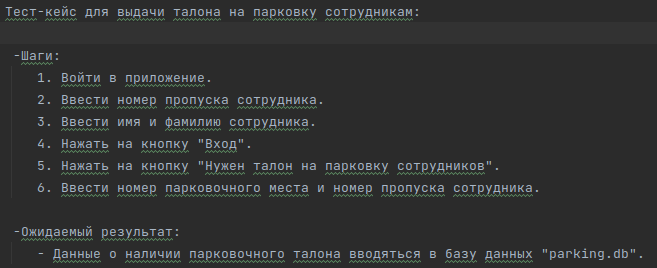 Тест-кейс для выдачи талона на парковку сотрудникам:
-Шаги:
1. Войти в приложение.
2. Ввести номер пропуска сотрудника.
3. Ввести имя и фамилию сотрудника.
4. Нажать на кнопку "Вход".
5. Нажать на кнопку "Нужен талон на парковку сотрудников".
6. Ввести номер парковочного места и номер пропуска сотрудника.
-Ожидаемый результат:
- Данные о наличии парковочного талона вводяться в базу данных "parking.db".